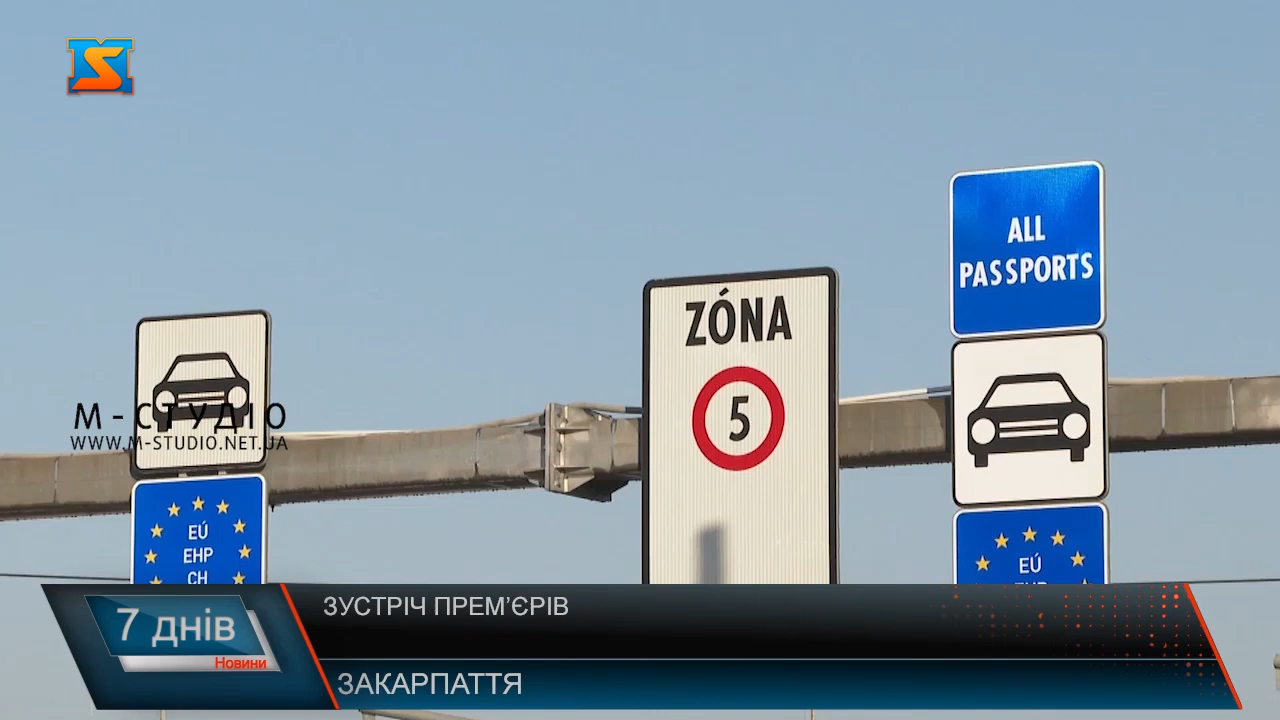 ALL
PASSPORTS
ZÓNA
5
М-СТУДІО
WWW.M-STUDIO.NET.UA
EÚ
EHP
CH
EÚ
7 днів
Новини
ЗУСТРІЧ ПРЕМ’ЄРІВ
ЗАКАРПАТТЯ